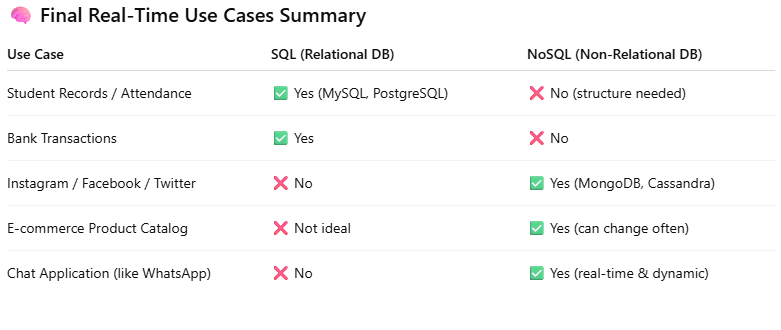 🧠 Final Real-Time Use Cases Summary
Use Case SQL (Relational DB) NoSQL (Non-Relational DB)
Student Records / Attendance ✅ Yes (MySQL, PostgreSQL) ❌ No (structure needed)
Bank Transactions ✅ Yes ❌ No
Instagram / Facebook / Twitter ❌ No ✅ Yes (MongoDB, Cassandra)
E-commerce Product Catalog ❌ Not ideal ✅ Yes (can change often)
Chat Application (like WhatsApp) ❌ No ✅ Yes (real-time & dynamic)